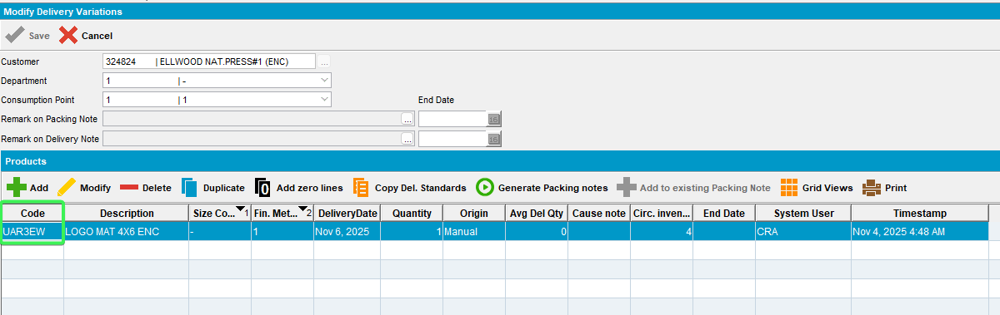 Modify Delivery Variations
Save Cancel
Customer 324824 | ELLWOOD NAT.PRESS#1 (ENC) ...
Department 1 | -
Consumption Point 1 | 1 End Date
Remark on Packing Note ... 16
Remark on Delivery Note ... 16
Products
Add Modify Delete Duplicate Add zero lines Copy Del. Standards Generate Packing notes Add to existing Packing Note Grid Views Print
Code Description Size Co... 1 Fin. Met... 2 DeliveryDate Quantity Origin Avg Del Qty Cause note Circ. inven... End Date System User Timestamp
UAR3EW LOGO MAT 4X6 ENC - 1 Nov 6, 2025 1 Manual 0 4 CRA Nov 4, 2025 4:48 AM